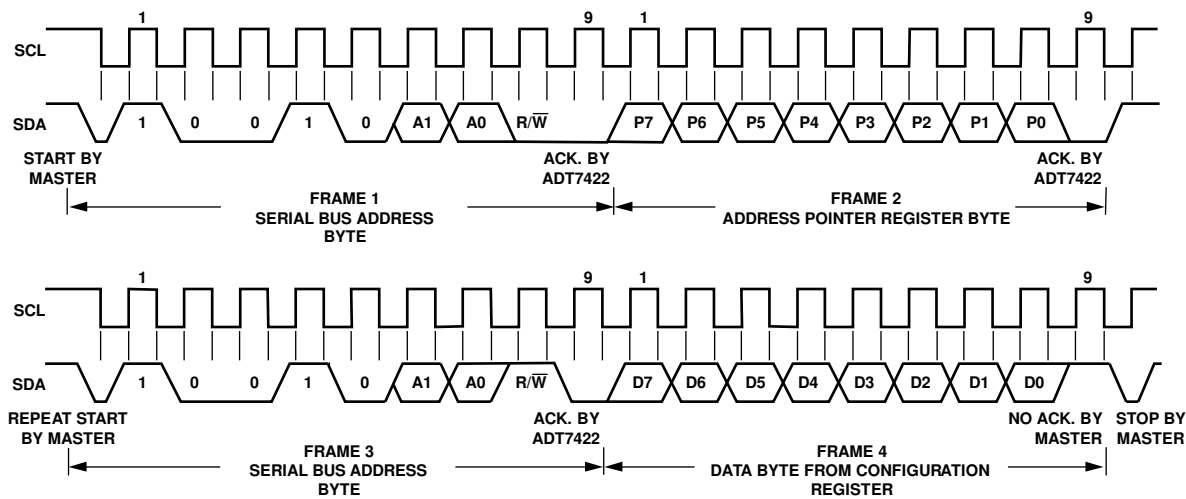 1 9 1 9
SCL
SDA 1 0 0 1 0 A1 A0 R/W̅ P7 P6 P5 P4 P3 P2 P1 P0
START BY MASTER
ACK. BY ADT7422
ACK. BY ADT7422
FRAME 1
SERIAL BUS ADDRESS
BYTE
FRAME 2
ADDRESS POINTER REGISTER BYTE
1 9 1 9
SCL
SDA 1 0 0 1 0 A1 A0 R/W̅ D7 D6 D5 D4 D3 D2 D1 D0
REPEAT START
BY MASTER
ACK. BY
ADT7422
NO ACK. BY
MASTER
STOP BY
MASTER
FRAME 3
SERIAL BUS ADDRESS
BYTE
FRAME 4
DATA BYTE FROM CONFIGURATION
REGISTER